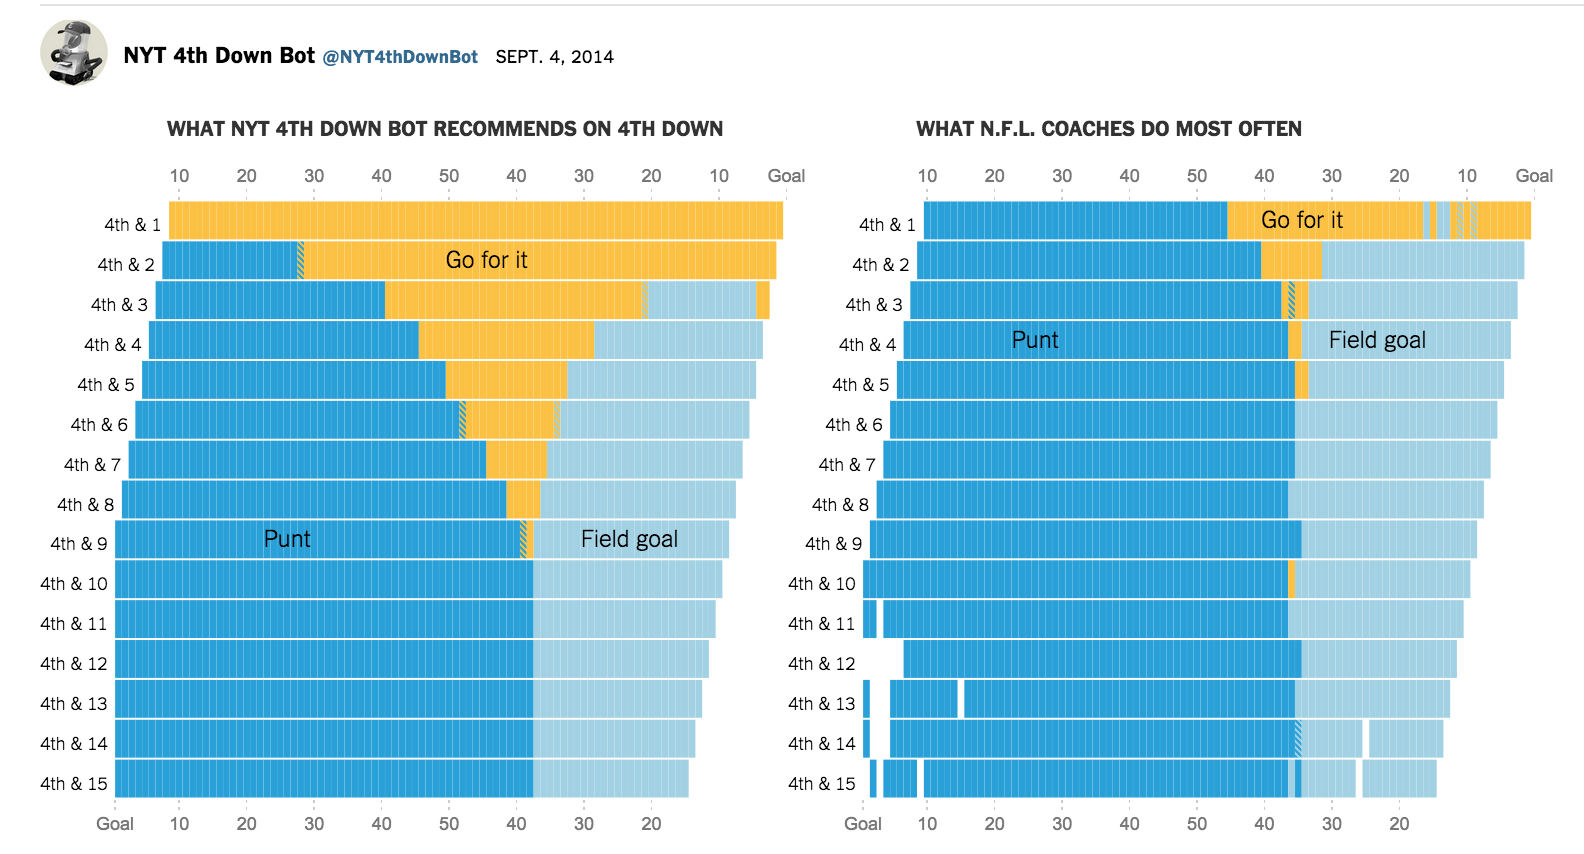 NYT 4th Down Bot @NYT4thDownBot SEPT. 4, 2014
WHAT NYT 4TH DOWN BOT RECOMMENDS ON 4TH DOWN
10 20 30 40 50 40 30 20 10 Goal
4th & 1
4th & 2
Go for it
4th & 3
4th & 4
4th & 5
4th & 6
4th & 7
4th & 8
4th & 9
Punt
Field goal
4th & 10
4th & 11
4th & 12
4th & 13
4th & 14
4th & 15
Goal 10 20 30 40 50 40 30 20
WHAT N.F.L. COACHES DO MOST OFTEN
10 20 30 40 50 40 30 20 10 Goal
4th & 1
Go for it
4th & 2
4th & 3
4th & 4
Punt
Field goal
4th & 5
4th & 6
4th & 7
4th & 8
4th & 9
4th & 10
4th & 11
4th & 12
4th & 13
4th & 14
4th & 15
Goal 10 20 30 40 50 40 30 20